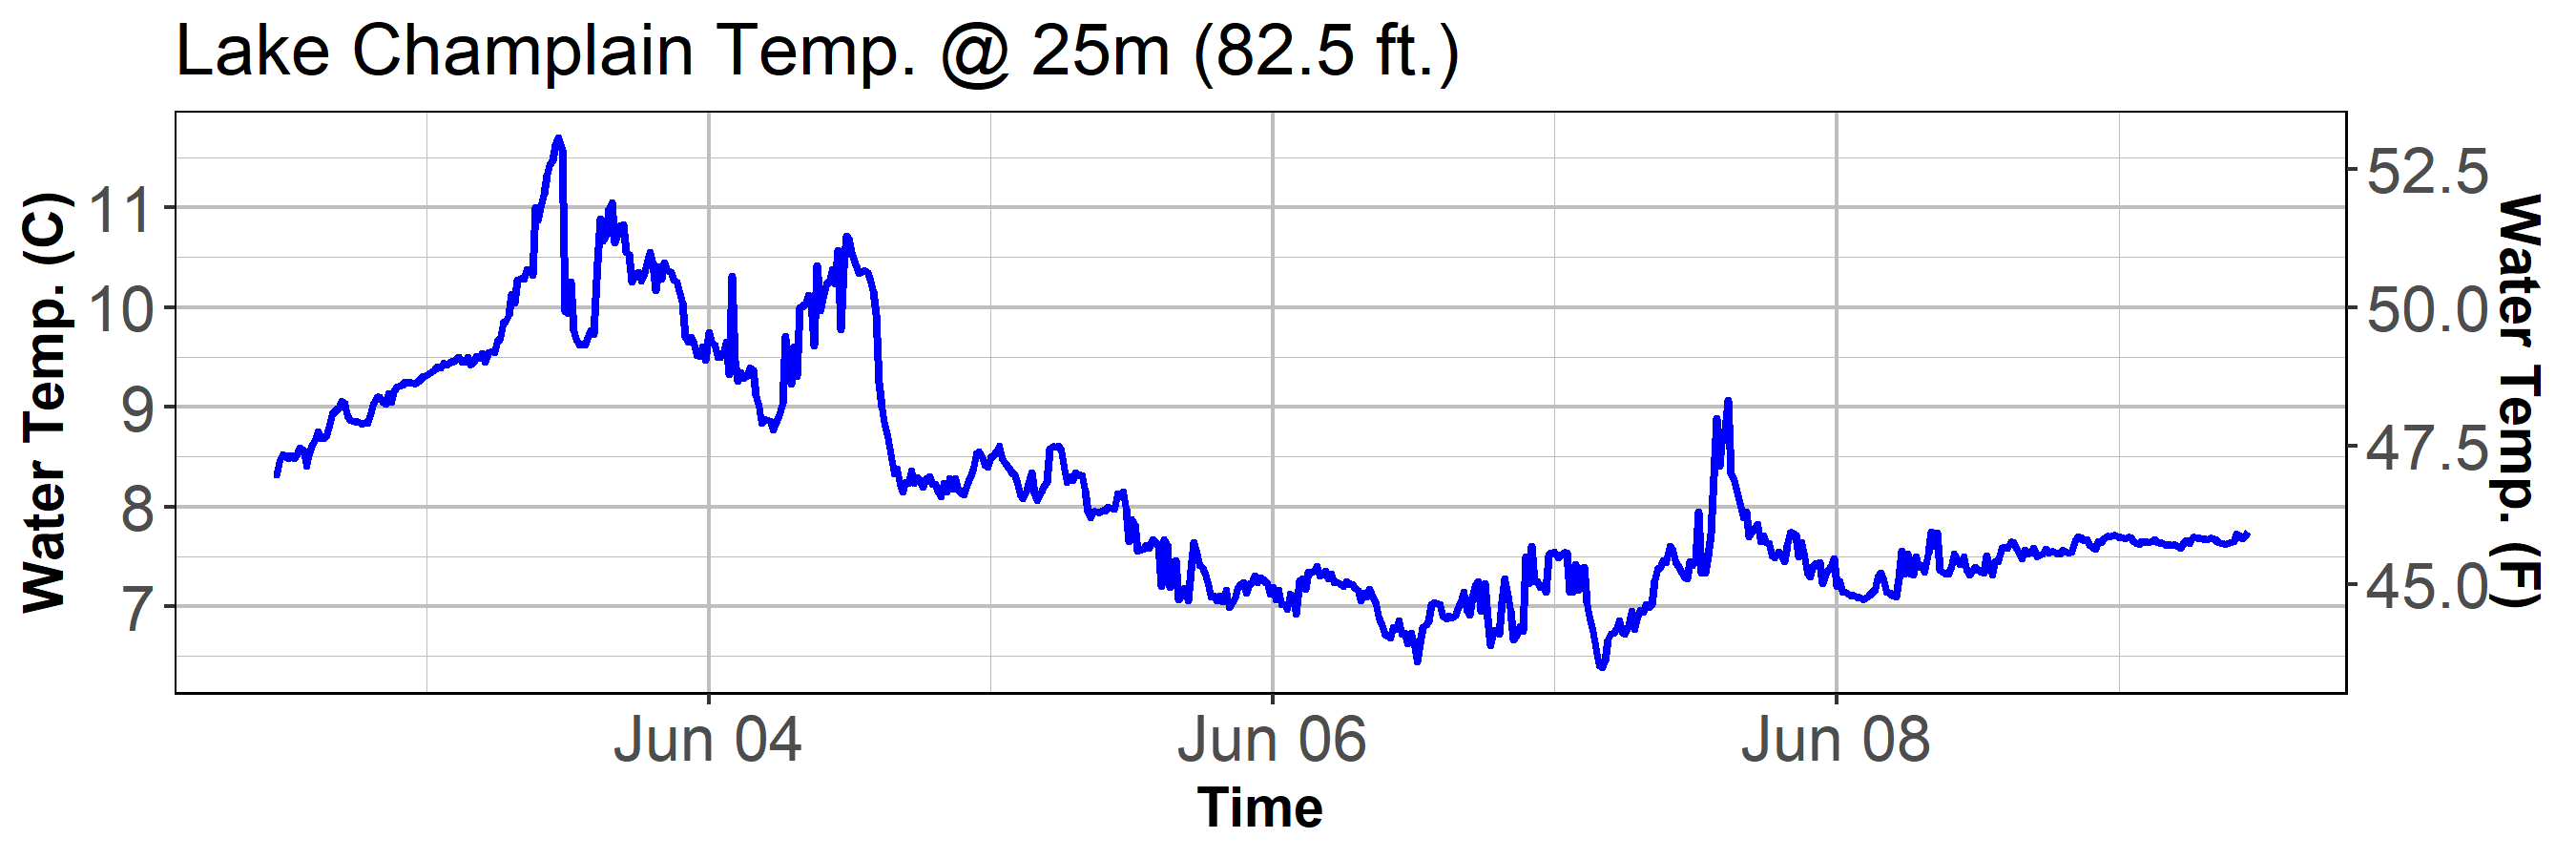 Lake Champlain Temp. @ 25m (82.5 ft.)
Water Temp. (C)
11
10
9
8
7
52.5
50.0
47.5
45.0
Water Temp. (F)
Jun 04
Jun 06
Jun 08
Time